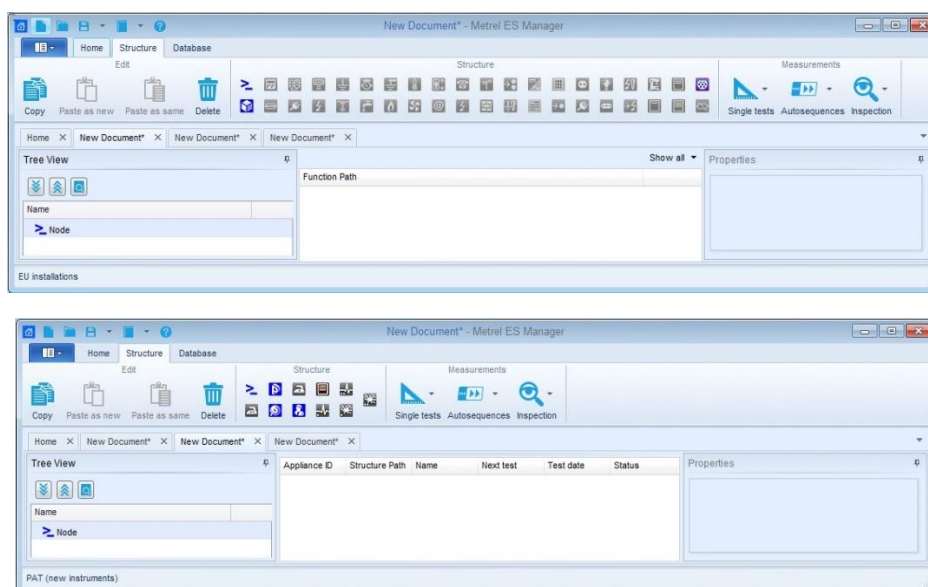 New Document* - Metrel ES Manager
Home Structure Database
Edit Structure Measurements
Copy Paste as new Paste as same Delete Single tests Autosequences Inspection
Home X New Document* X New Document* X New Document* X
Tree View Show all Properties
Function Path
Name
Node
EU installations
New Document* - Metrel ES Manager
Home Structure Database
Edit Structure Measurements
Copy Paste as new Paste as same Delete Single tests Autosequences Inspection
Home X New Document* X New Document* X New Document* X
Tree View Appliance ID Structure Path Name Next test Test date Status Properties
Name
Node
PAT (new instruments)